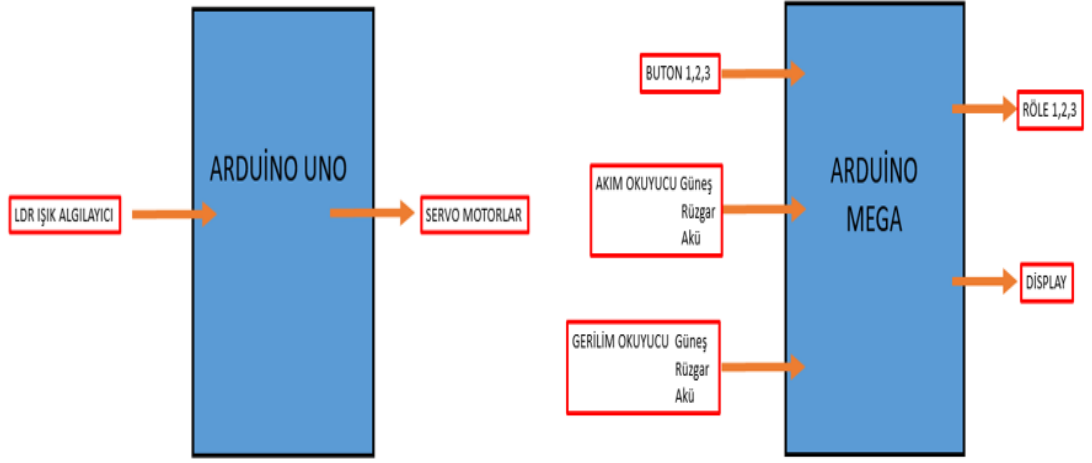 ARDUİNO UNO
LDR IŞIK ALGILAYICI
SERVO MOTORLAR
BUTON 1,2,3
AKIM OKUYUCU Güneş
Rüzgar
Akü
GERİLİM OKUYUCU Güneş
Rüzgar
Akü
ARDUİNO
MEGA
RÖLE 1,2,3
DİSPLAY